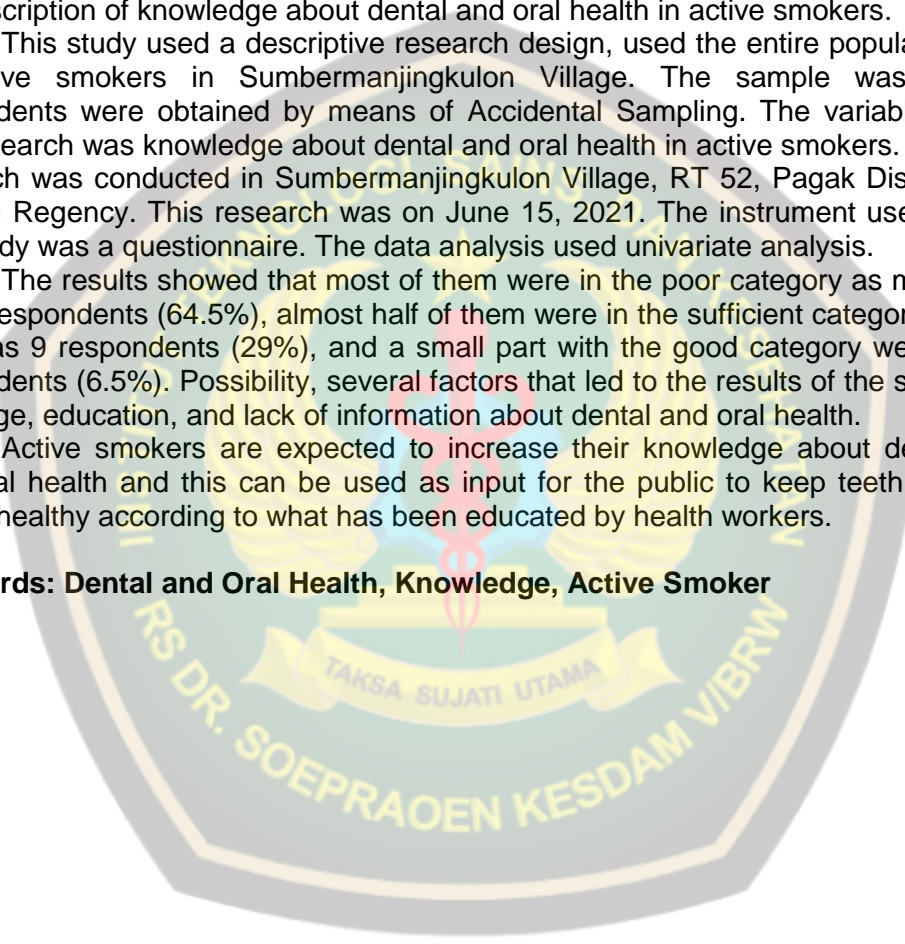 scription of knowledge about dental and oral health in active smokers.
This study used a descriptive research design, used the entire popula
ve smokers in Sumbermanjingkulon Village. The sample was
dents were obtained by means of Accidental Sampling. The variabi
earch was knowledge about dental and oral health in active smokers.
ch was conducted in Sumbermanjingkulon Village, RT 52, Pagak Dis
Regency. This research was on June 15, 2021. The instrument use
dy was a questionnaire. The data analysis used univariate analysis.
The results showed that most of them were in the poor category as m
espondents (64.5%), almost half of them were in the sufficient categor
as 9 respondents (29%), and a small part with the good category we
dents (6.5%). Possibility, several factors that led to the results of the s
ge, education, and lack of information about dental and oral health.
Active smokers are expected to increase their knowledge about de
al health and this can be used as input for the public to keep teeth
healthy according to what has been educated by health workers.
rds: Dental and Oral Health, Knowledge, Active Smoker
INSTITUT TEKNOLOGI, SAINS DAN KESEHATAN
TAKSA SUJATI UTAMA
RS DR. SOEPRAOEN KESDAM V/BRW